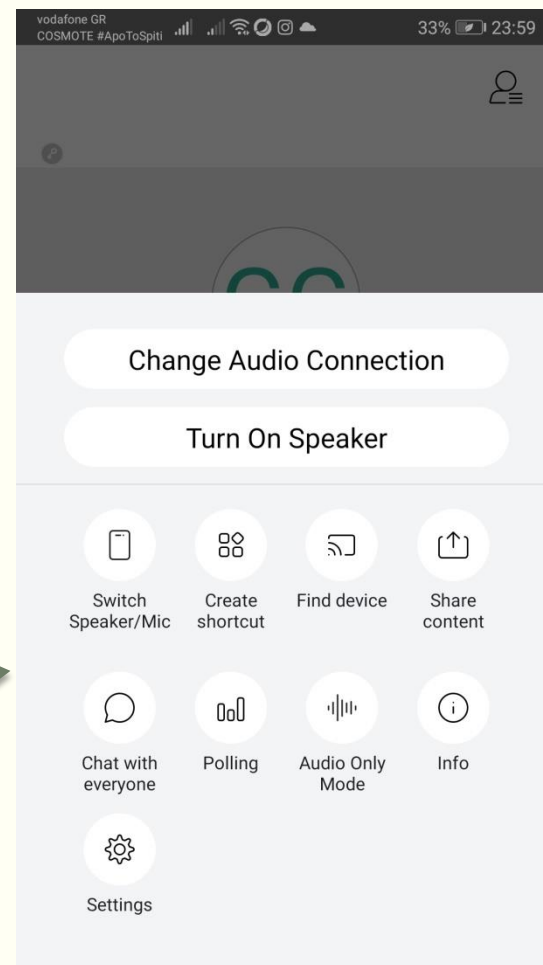 vodafone GR
COSMOTE #ApoToSpiti
33% 23:59
Change Audio Connection
Turn On Speaker
Switch
Speaker/Mic
Create
shortcut
Find device
Share
content
Chat with
everyone
Polling
Audio Only
Mode
Info
Settings